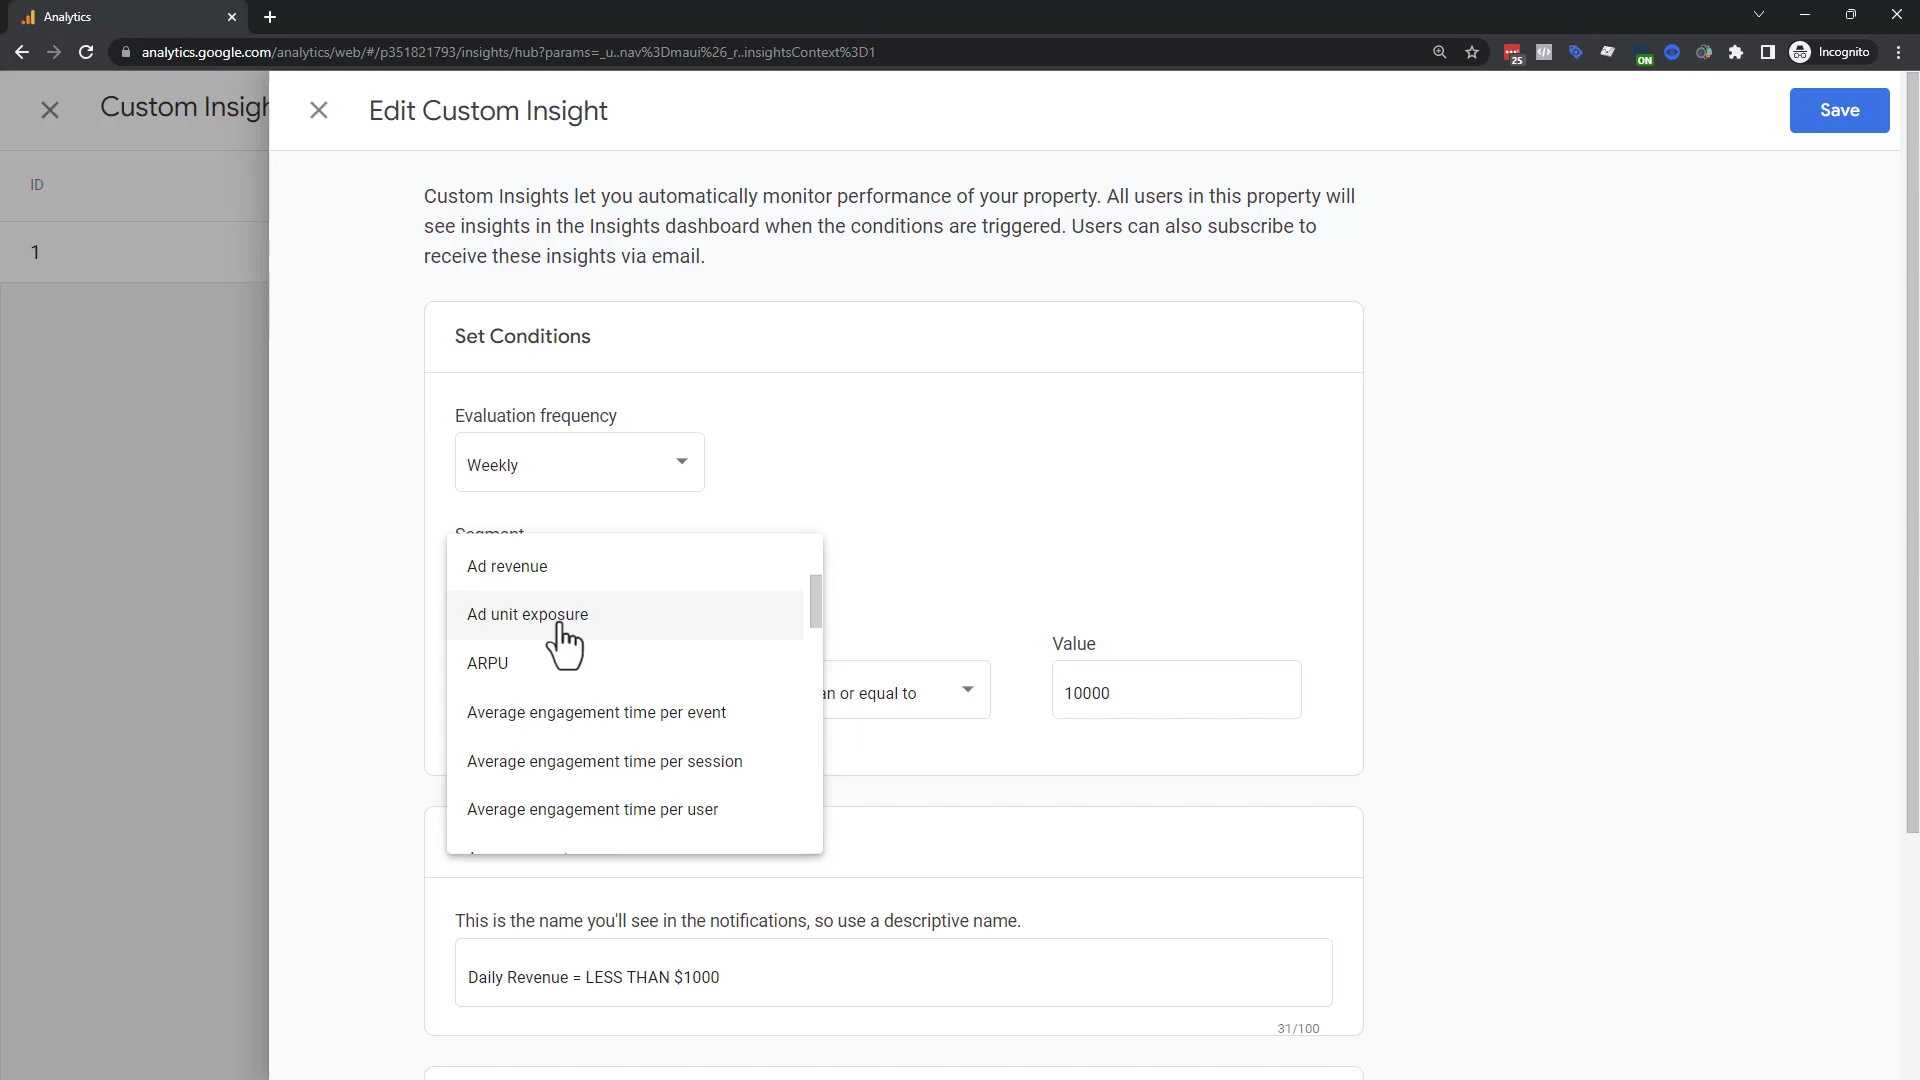 Analytics
analytics.google.com/analytics/web/#/p351821793/insights/hub?params=_u..nav%3Dmaui%26_r..insightsContext%3D1
25
ON
Incognito
Custom Insigh
Edit Custom Insight
Save
ID
1
Custom Insights let you automatically monitor performance of your property. All users in this property will
see insights in the Insights dashboard when the conditions are triggered. Users can also subscribe to
receive these insights via email.
Set Conditions
Evaluation frequency
Weekly
Segment
Ad revenue
Ad unit exposure
ARPU
Average engagement time per event
Average engagement time per session
Average engagement time per user
an or equal to
Value
10000
This is the name you'll see in the notifications, so use a descriptive name.
Daily Revenue = LESS THAN $1000
31/100